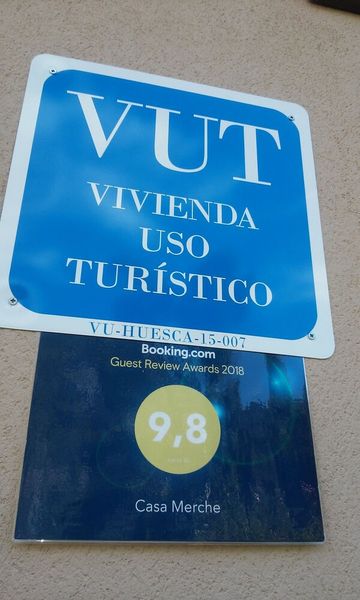 VUT
VIVIENDA
USO
TURÍSTICO
VU-HUESCA-15-007
Booking.com
Guest Review Awards 2018
9,8
Casa Merche